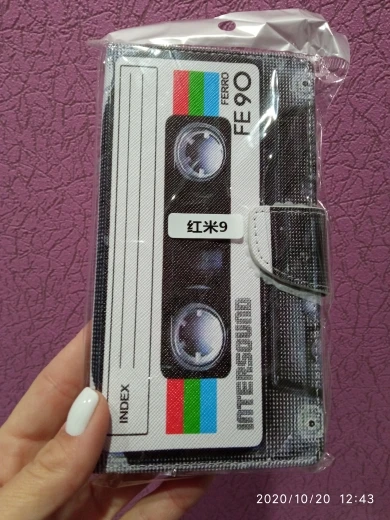 FERRO
FE90
红米9
INTERSOUND
INDEX
2020/10/20 12:43